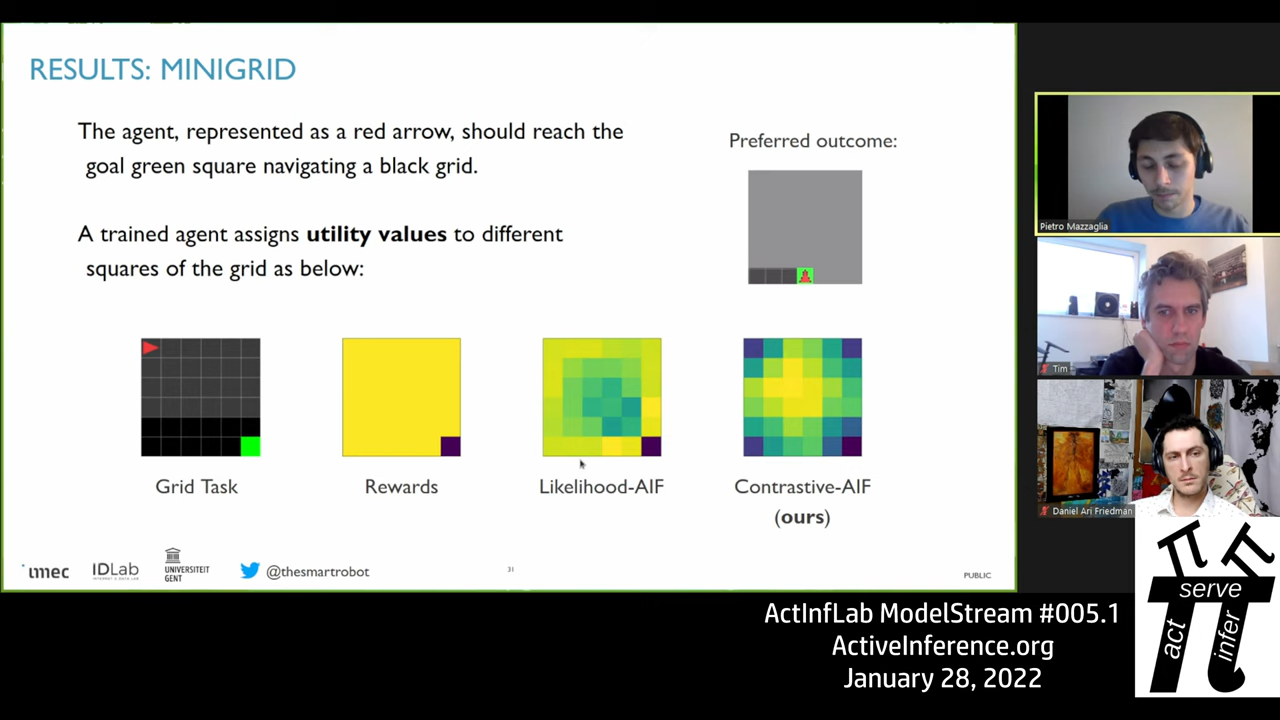 RESULTS: MINIGRID
The agent, represented as a red arrow, should reach the
goal green square navigating a black grid.
A trained agent assigns utility values to different
squares of the grid as below:
Preferred outcome:
Grid Task
Rewards
Likelihood-AIF
Contrastive-AIF
(ours)
imec
IDLab
UNIVERSITEIT
GENT
@thesmartrobot
31
PUBLIC
Pietro Mazzaglia
Tim
Daniel Ari Friedman
act
serve
infer
ActInfLab ModelStream #005.1
ActiveInference.org
January 28, 2022